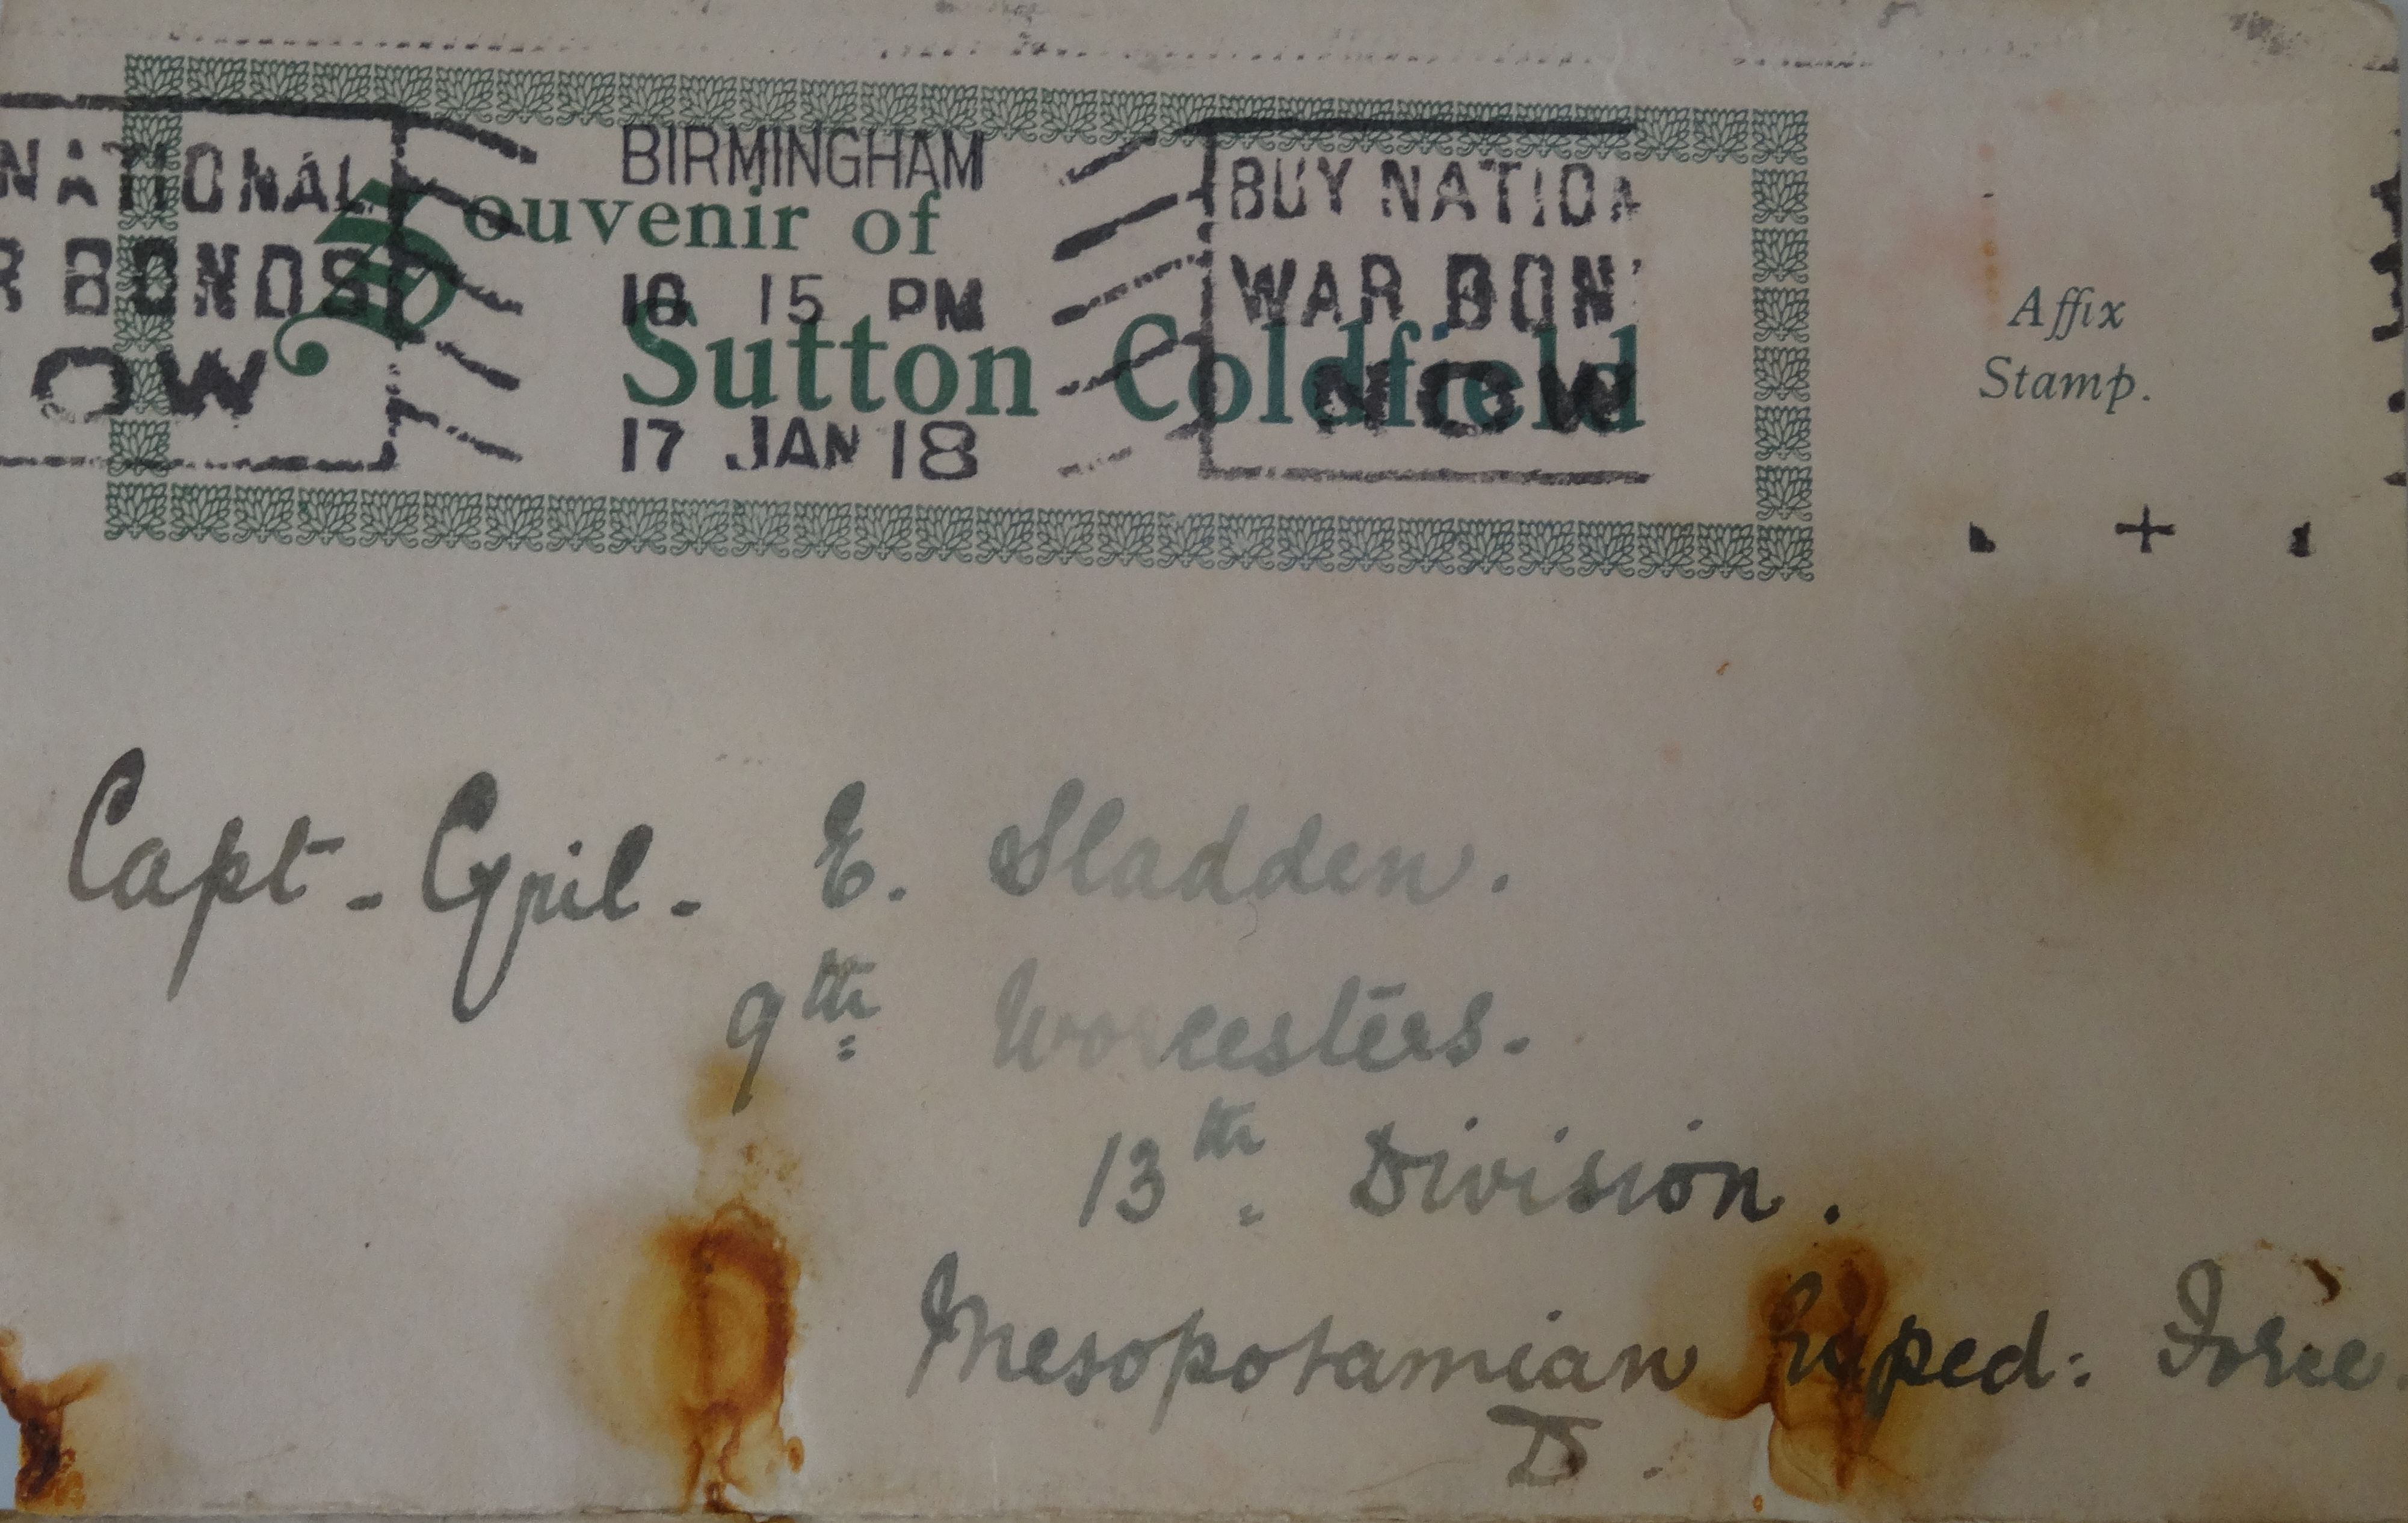 NATIONAL
BONDS
OW
BIRMINGHAM
10 15 PM
17 JAN 18
BUY NATIO
WAR BON
NOW
Souvenir of
Sutton Coldfield
Affix
Stamp.
Capt - Cyril - E. Sladden.
9th Worcesters.
13th Division.
Mesopotamian Exped: Force.
D.